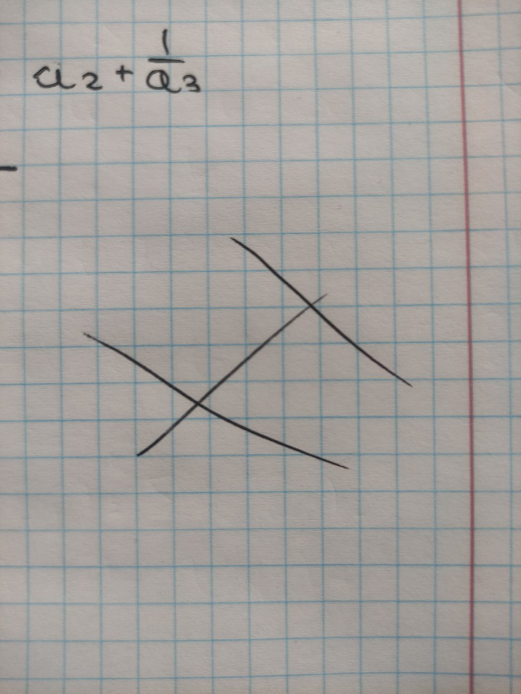 a₂ + 1/a₃